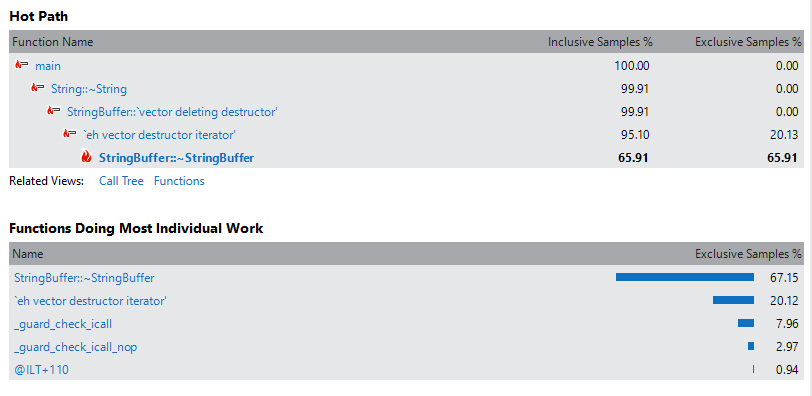 Hot Path
Function Name Inclusive Samples % Exclusive Samples %
main 100.00 0.00
String::~String 99.91 0.00
StringBuffer::`vector deleting destructor' 99.91 0.00
`eh vector destructor iterator' 95.10 20.13
StringBuffer::~StringBuffer 65.91 65.91
Related Views: Call Tree Functions
Functions Doing Most Individual Work
Name Exclusive Samples %
StringBuffer::~StringBuffer 67.15
`eh vector destructor iterator' 20.12
_guard_check_icall 7.96
_guard_check_icall_nop 2.97
@ILT+110 0.94